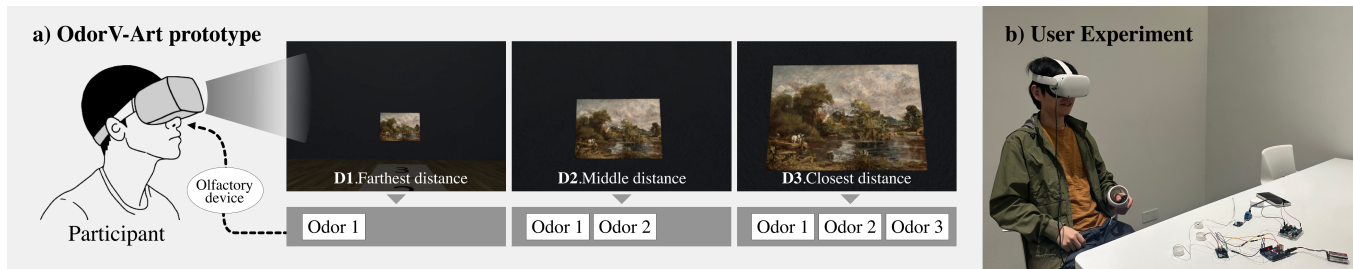 a) OdorV-Art prototype
Olfactory
device
Participant
D1.Farthest distance
D2.Middle distance
D3.Closest distance
Odor 1
Odor 1 Odor 2
Odor 1 Odor 2 Odor 3
b) User Experiment